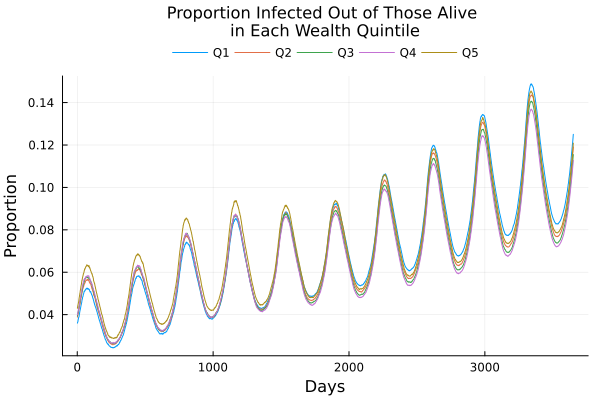 Proportion Infected Out of Those Alive
in Each Wealth Quintile
Q1 Q2 Q3 Q4 Q5
Proportion
0.14
0.12
0.10
0.08
0.06
0.04
0 1000 2000 3000
Days